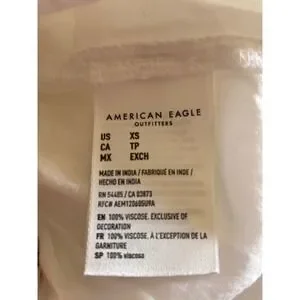 AMERICAN EAGLE
OUTFITTERS
US XS
CA TP
MX EXCH
MADE IN INDIA / FABRIQUÉ EN INDE /
HECHO EN INDIA
RN 54485 / CA 03873
RFC# AEM120605U9A
EN 100% VISCOSE, EXCLUSIVE OF
DECORATION
FR 100% VISCOSE, À L'EXCEPTION DE LA
GARNITURE
SP 100% viscosa